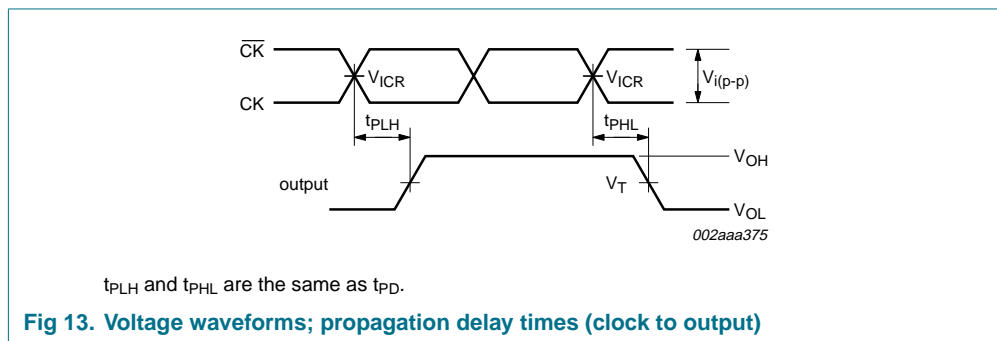 CK
VICR
VICR
Vi(p-p)
CK
tPLH
tPHL
VOH
output
VT
VOL
002aaa375
tPLH and tPHL are the same as tPD.
Fig 13. Voltage waveforms; propagation delay times (clock to output)